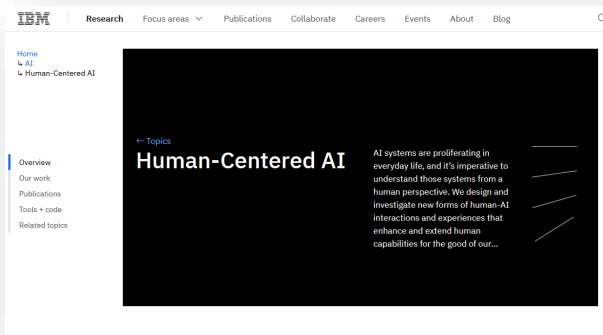 IBM
Research
Focus areas
Publications
Collaborate
Careers
Events
About
Blog
Home
↳ AI
↳ Human-Centered AI
Overview
Our work
Publications
Tools + code
Related topics
← Topics
Human-Centered AI
AI systems are proliferating in
everyday life, and it's imperative to
understand those systems from a
human perspective. We design and
investigate new forms of human-AI
interactions and experiences that
enhance and extend human
capabilities for the good of our...